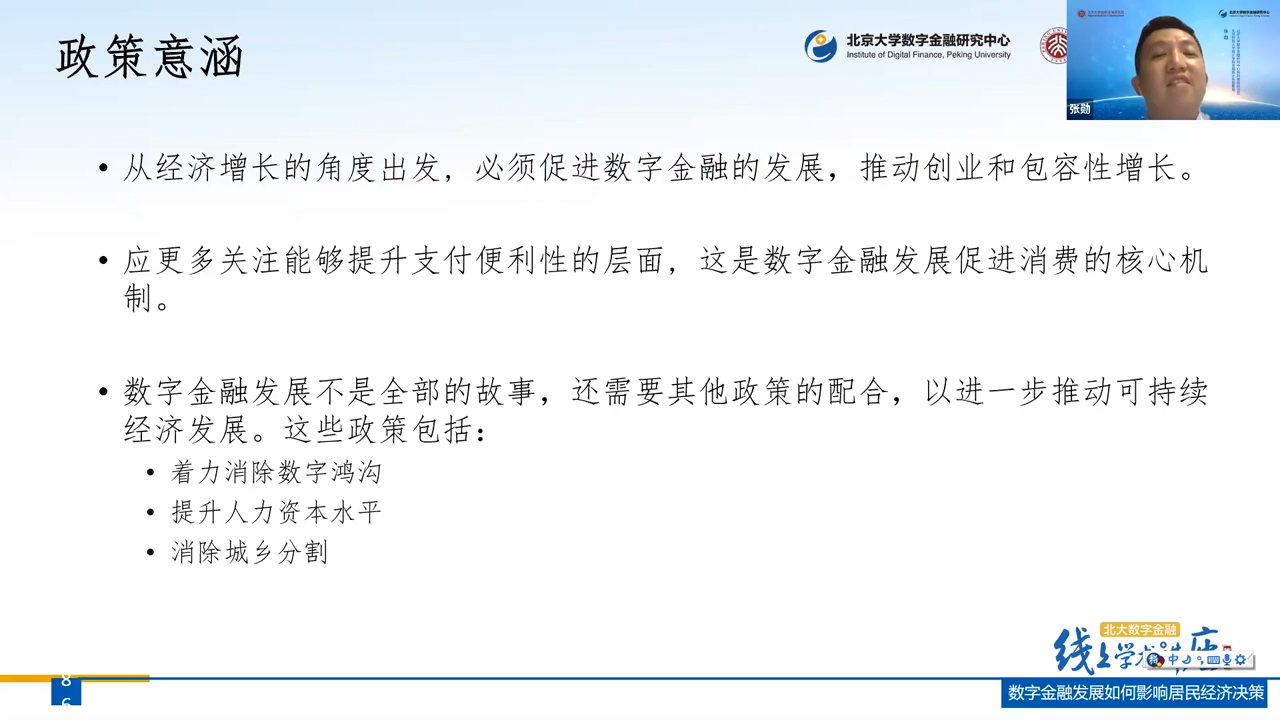 政策意涵
北京大学数字金融研究中心
Institute of Digital Finance, Peking University
张勋
• 从经济增长的角度出发，必须促进数字金融的发展，推动创业和包容性增长。
• 应更多关注能够提升支付便利性的层面，这是数字金融发展促进消费的核心机
制。
• 数字金融发展不是全部的故事，还需要其他政策的配合，以进一步推动可持续
经济发展。这些政策包括：
• 着力消除数字鸿沟
• 提升人力资本水平
• 消除城乡分割
北大数字金融
线上学术讲座
中
数字金融发展如何影响居民经济决策
8
6